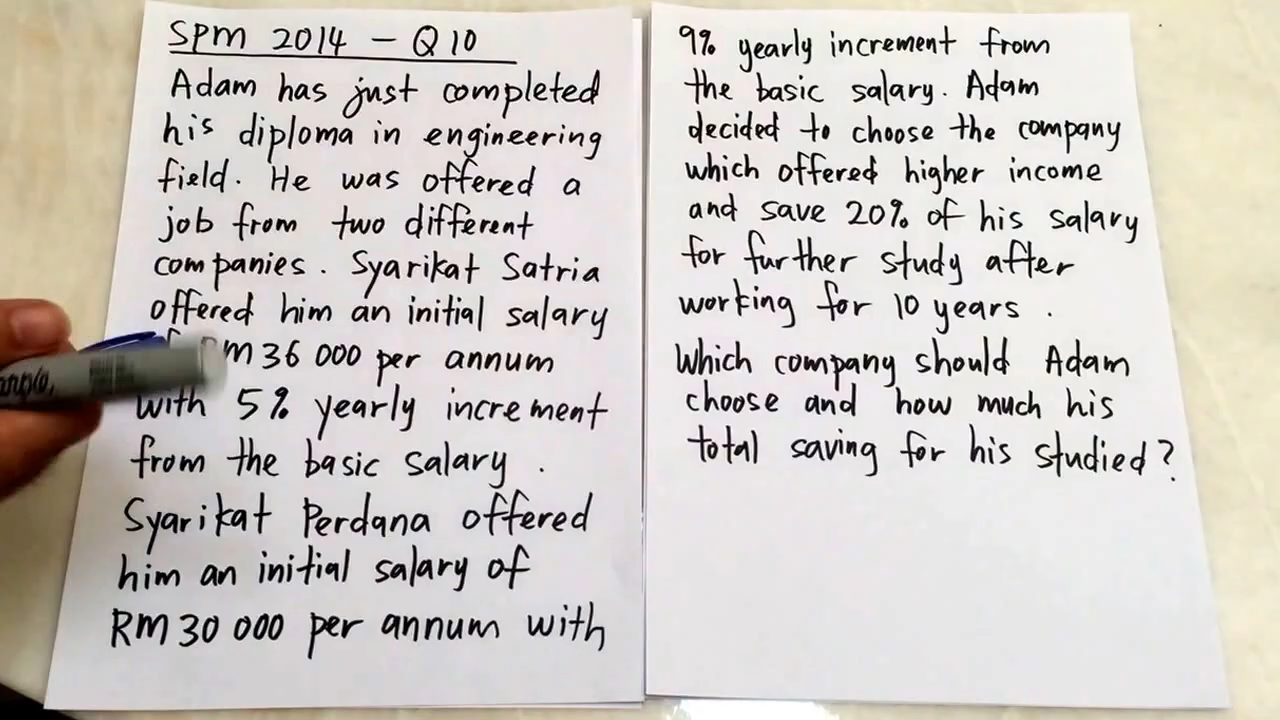 SPM 2014 - Q10
Adam has just completed
his diploma in engineering
field. He was offered a
job from two different
companies. Syarikat Satria
offered him an initial salary
RM 36 000 per annum
with 5% yearly increment
from the basic salary.
Syarikat Perdana offered
him an initial salary of
RM 30 000 per annum with
9% yearly increment from
the basic salary. Adam
decided to choose the company
which offered higher income
and save 20% of his salary
for further study after
working for 10 years.
Which company should Adam
choose and how much his
total saving for his studied?